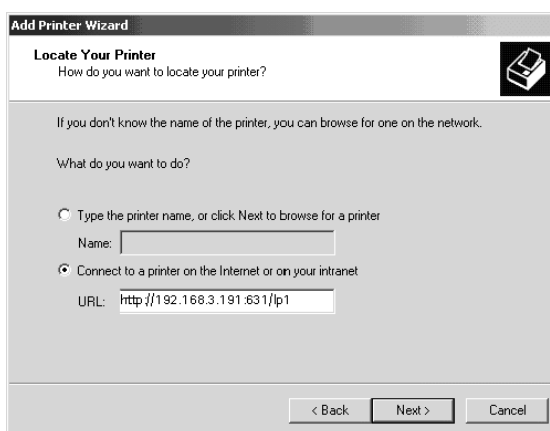 Add Printer Wizard
Locate Your Printer
How do you want to locate your printer?
If you don't know the name of the printer, you can browse for one on the network.
What do you want to do?
Type the printer name, or click Next to browse for a printer
Name:
Connect to a printer on the Internet or on your intranet
URL: http://192.168.3.191:631/lp1
< Back Next > Cancel